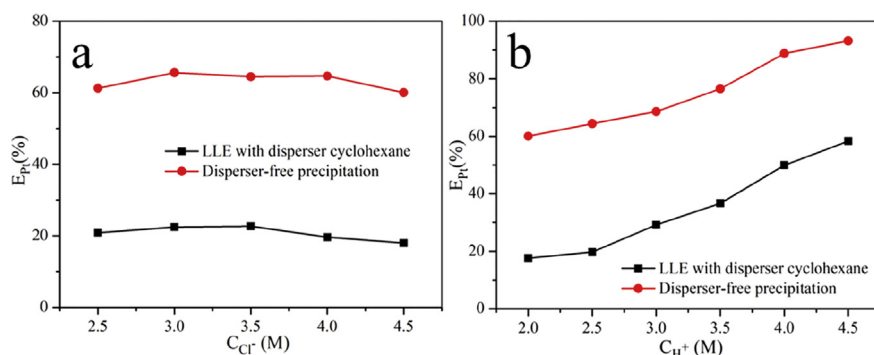 a
80
60
40
20
0
E_Pt(%)
LLE with disperser cyclohexane
Disperser-free precipitation
2.5 3.0 3.5 4.0 4.5
C_Cl⁻ (M)
b
100
80
60
40
20
0
E_Pt(%)
LLE with disperser cyclohexane
Disperser-free precipitation
2.0 2.5 3.0 3.5 4.0 4.5
C_H⁺ (M)